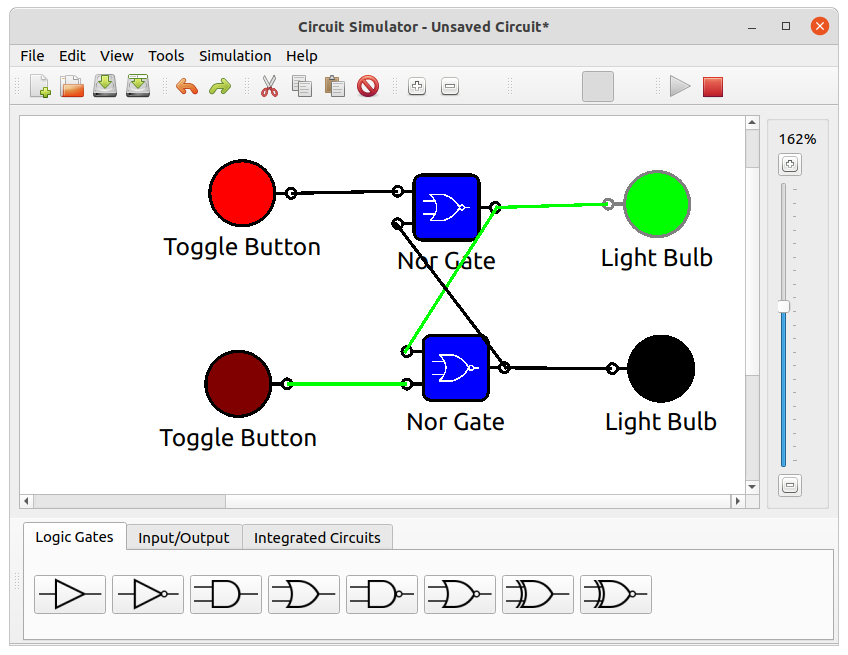 Circuit Simulator - Unsaved Circuit*
File Edit View Tools Simulation Help
162%
Toggle Button
Nor Gate
Light Bulb
Toggle Button
Nor Gate
Light Bulb
Logic Gates Input/Output Integrated Circuits